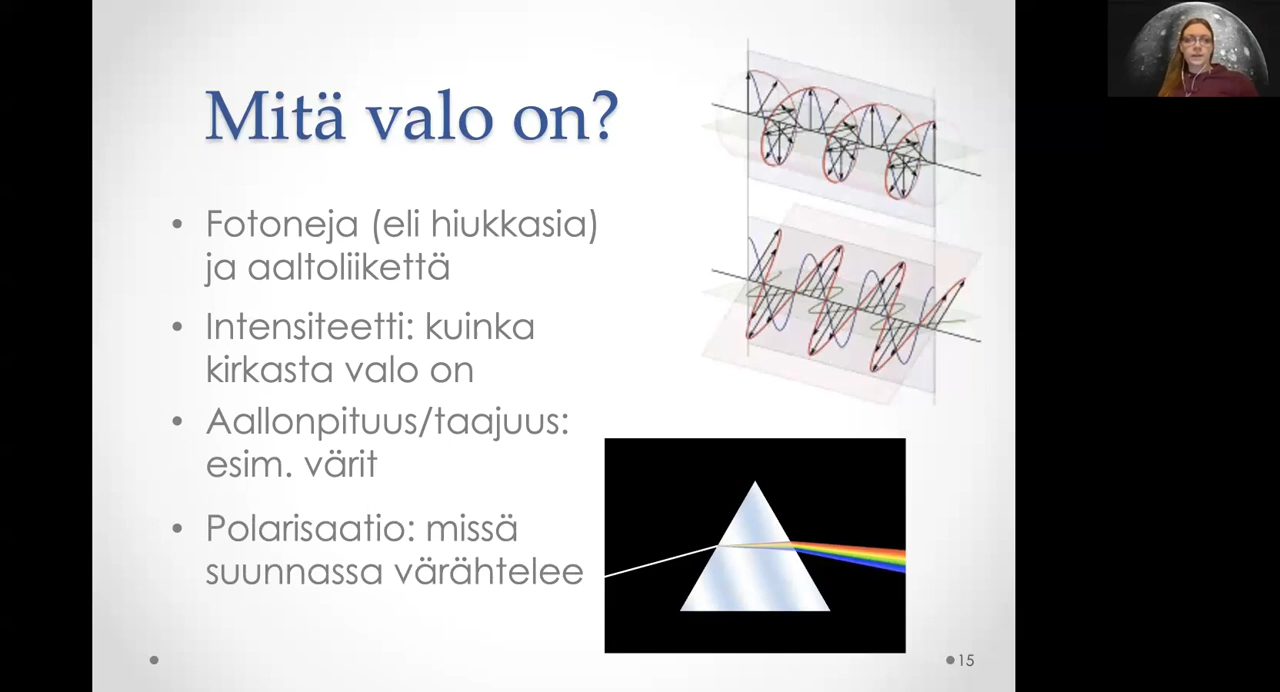 Mitä valo on?
• Fotoneja (eli hiukkasia)
ja aaltoliikettä
• Intensiteetti: kuinka
kirkasta valo on
• Aallonpituus/taajuus:
esim. värit
• Polarisaatio: missä
suunnassa värähtelee
15